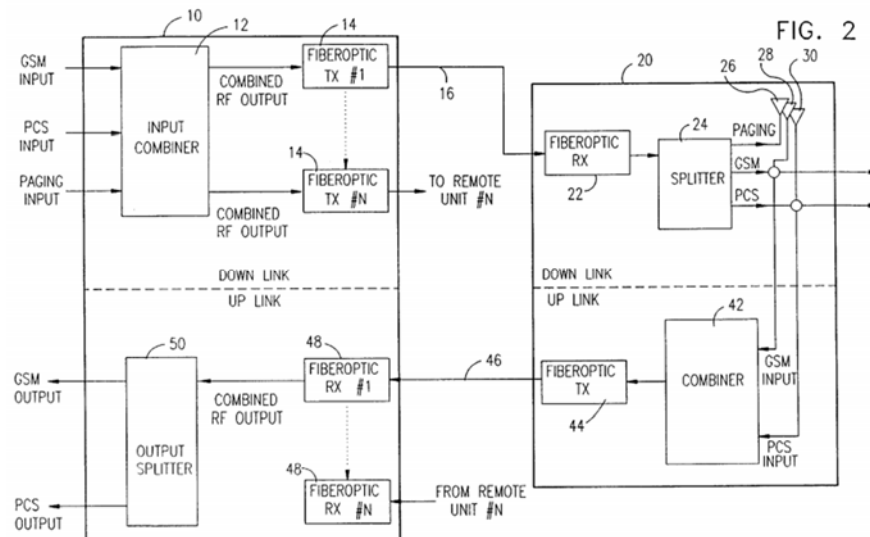 FIG. 2
10
12
14
GSM
INPUT
PCS
INPUT
PAGING
INPUT
INPUT
COMBINER
COMBINED
RF OUTPUT
FIBEROPTIC
TX #1
16
14
FIBEROPTIC
TX #N
COMBINED
RF OUTPUT
TO REMOTE
UNIT #N
DOWN LINK
UP LINK
20
26
28
30
FIBEROPTIC
RX
22
24
SPLITTER
PAGING
GSM
PCS
DOWN LINK
UP LINK
50
GSM
OUTPUT
PCS
OUTPUT
OUTPUT
SPLITTER
COMBINED
RF OUTPUT
48
FIBEROPTIC
RX #1
46
48
FIBEROPTIC
RX #N
FROM REMOTE
UNIT #N
FIBEROPTIC
TX
44
42
COMBINER
GSM
INPUT
PCS
INPUT